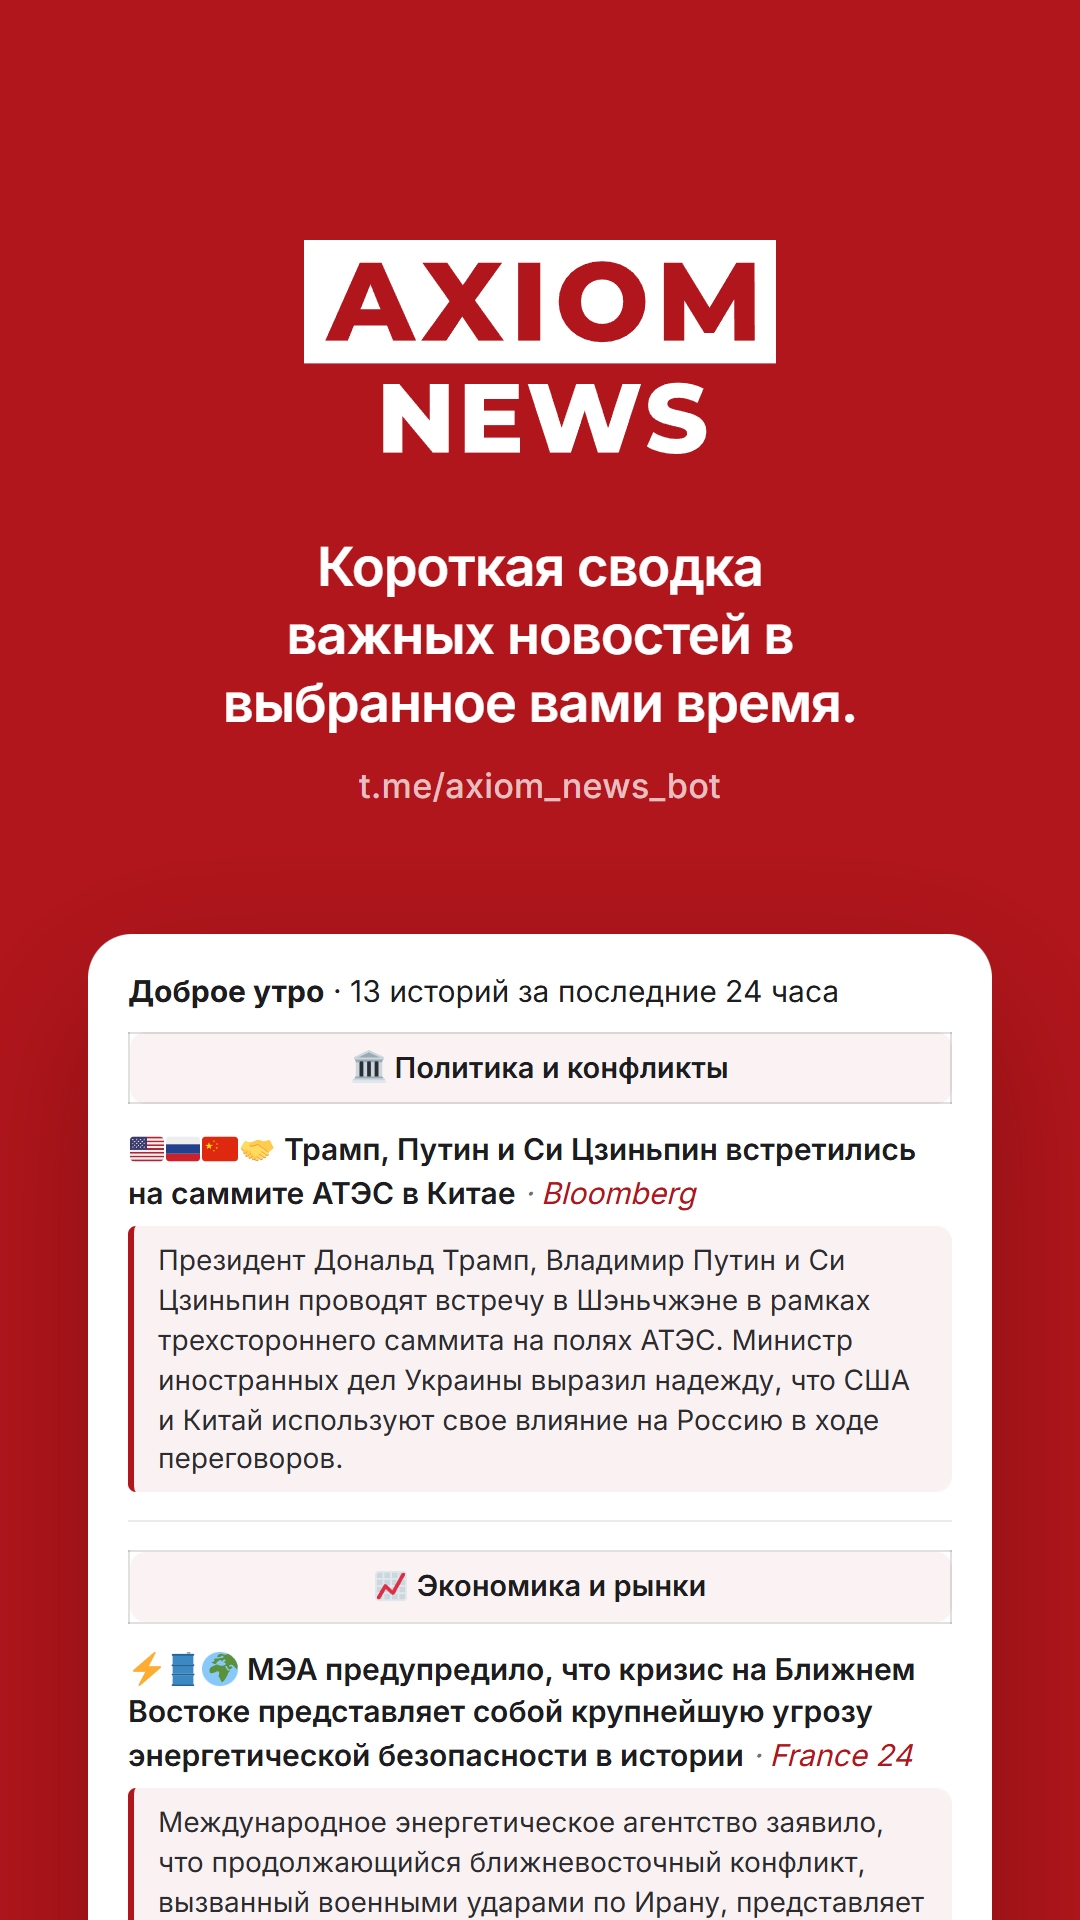 AXIOM
NEWS
Короткая сводка
важных новостей в
выбранное вами время.
t.me/axiom_news_bot
Доброе утро · 13 историй за последние 24 часа
Политика и конфликты
Трамп, Путин и Си Цзиньпин встретились
на саммите АТЭС в Китае · Bloomberg
Президент Дональд Трамп, Владимир Путин и Си
Цзиньпин проводят встречу в Шэньчжэне в рамках
трехстороннего саммита на полях АТЭС. Министр
иностранных дел Украины выразил надежду, что США
и Китай используют свое влияние на Россию в ходе
переговоров.
Экономика и рынки
МЭА предупредило, что кризис на Ближнем
Востоке представляет собой крупнейшую угрозу
энергетической безопасности в истории · France 24
Международное энергетическое агентство заявило,
что продолжающийся ближневосточный конфликт,
вызванный военными ударами по Ирану, представляет